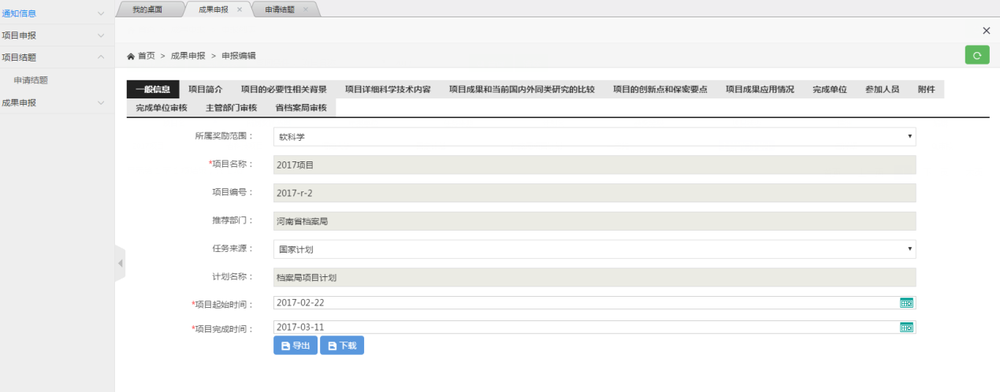 通知信息
项目申报
项目结题
申请结题
成果申报
我的桌面 成果申报 × 申请结题 ×
首页 > 成果申报 > 申报编辑
一般信息 项目简介 项目的必要性相关背景 项目详细科学技术内容 项目成果和当前国内外同类研究的比较 项目的创新点和保密要点 项目成果应用情况 完成单位 参加人员 附件
完成单位审核 主管部门审核 省档案局审核
所属奖励范围： 软科学
*项目名称： 2017项目
项目编号： 2017-r-2
推荐部门： 河南省档案局
任务来源： 国家计划
计划名称： 档案局项目计划
*项目起始时间： 2017-02-22
*项目完成时间： 2017-03-11
导出 下载